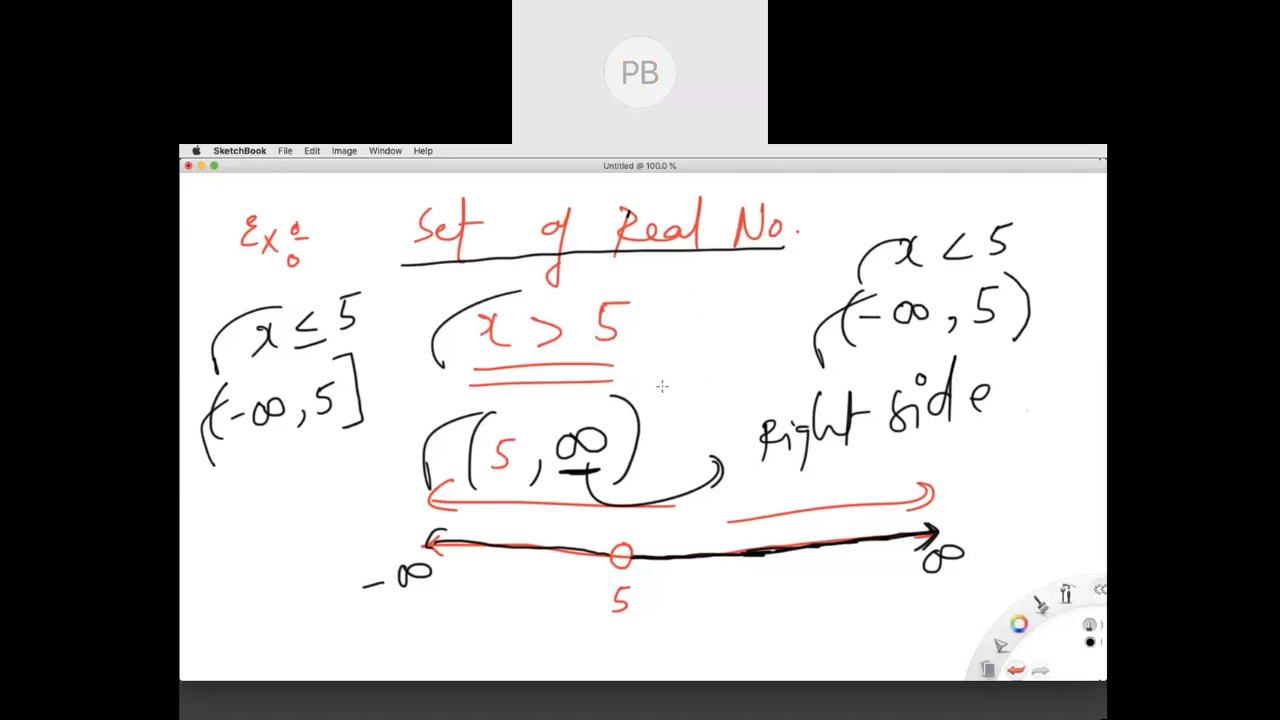 PB
SketchBook File Edit Image Window Help
Untitled @ 100.0 %
Ex: Set of Real No.
x < 5
(-∞, 5)
x ≤ 5
(-∞, 5]
x > 5
(5, ∞)
Right side
-∞
∞
5